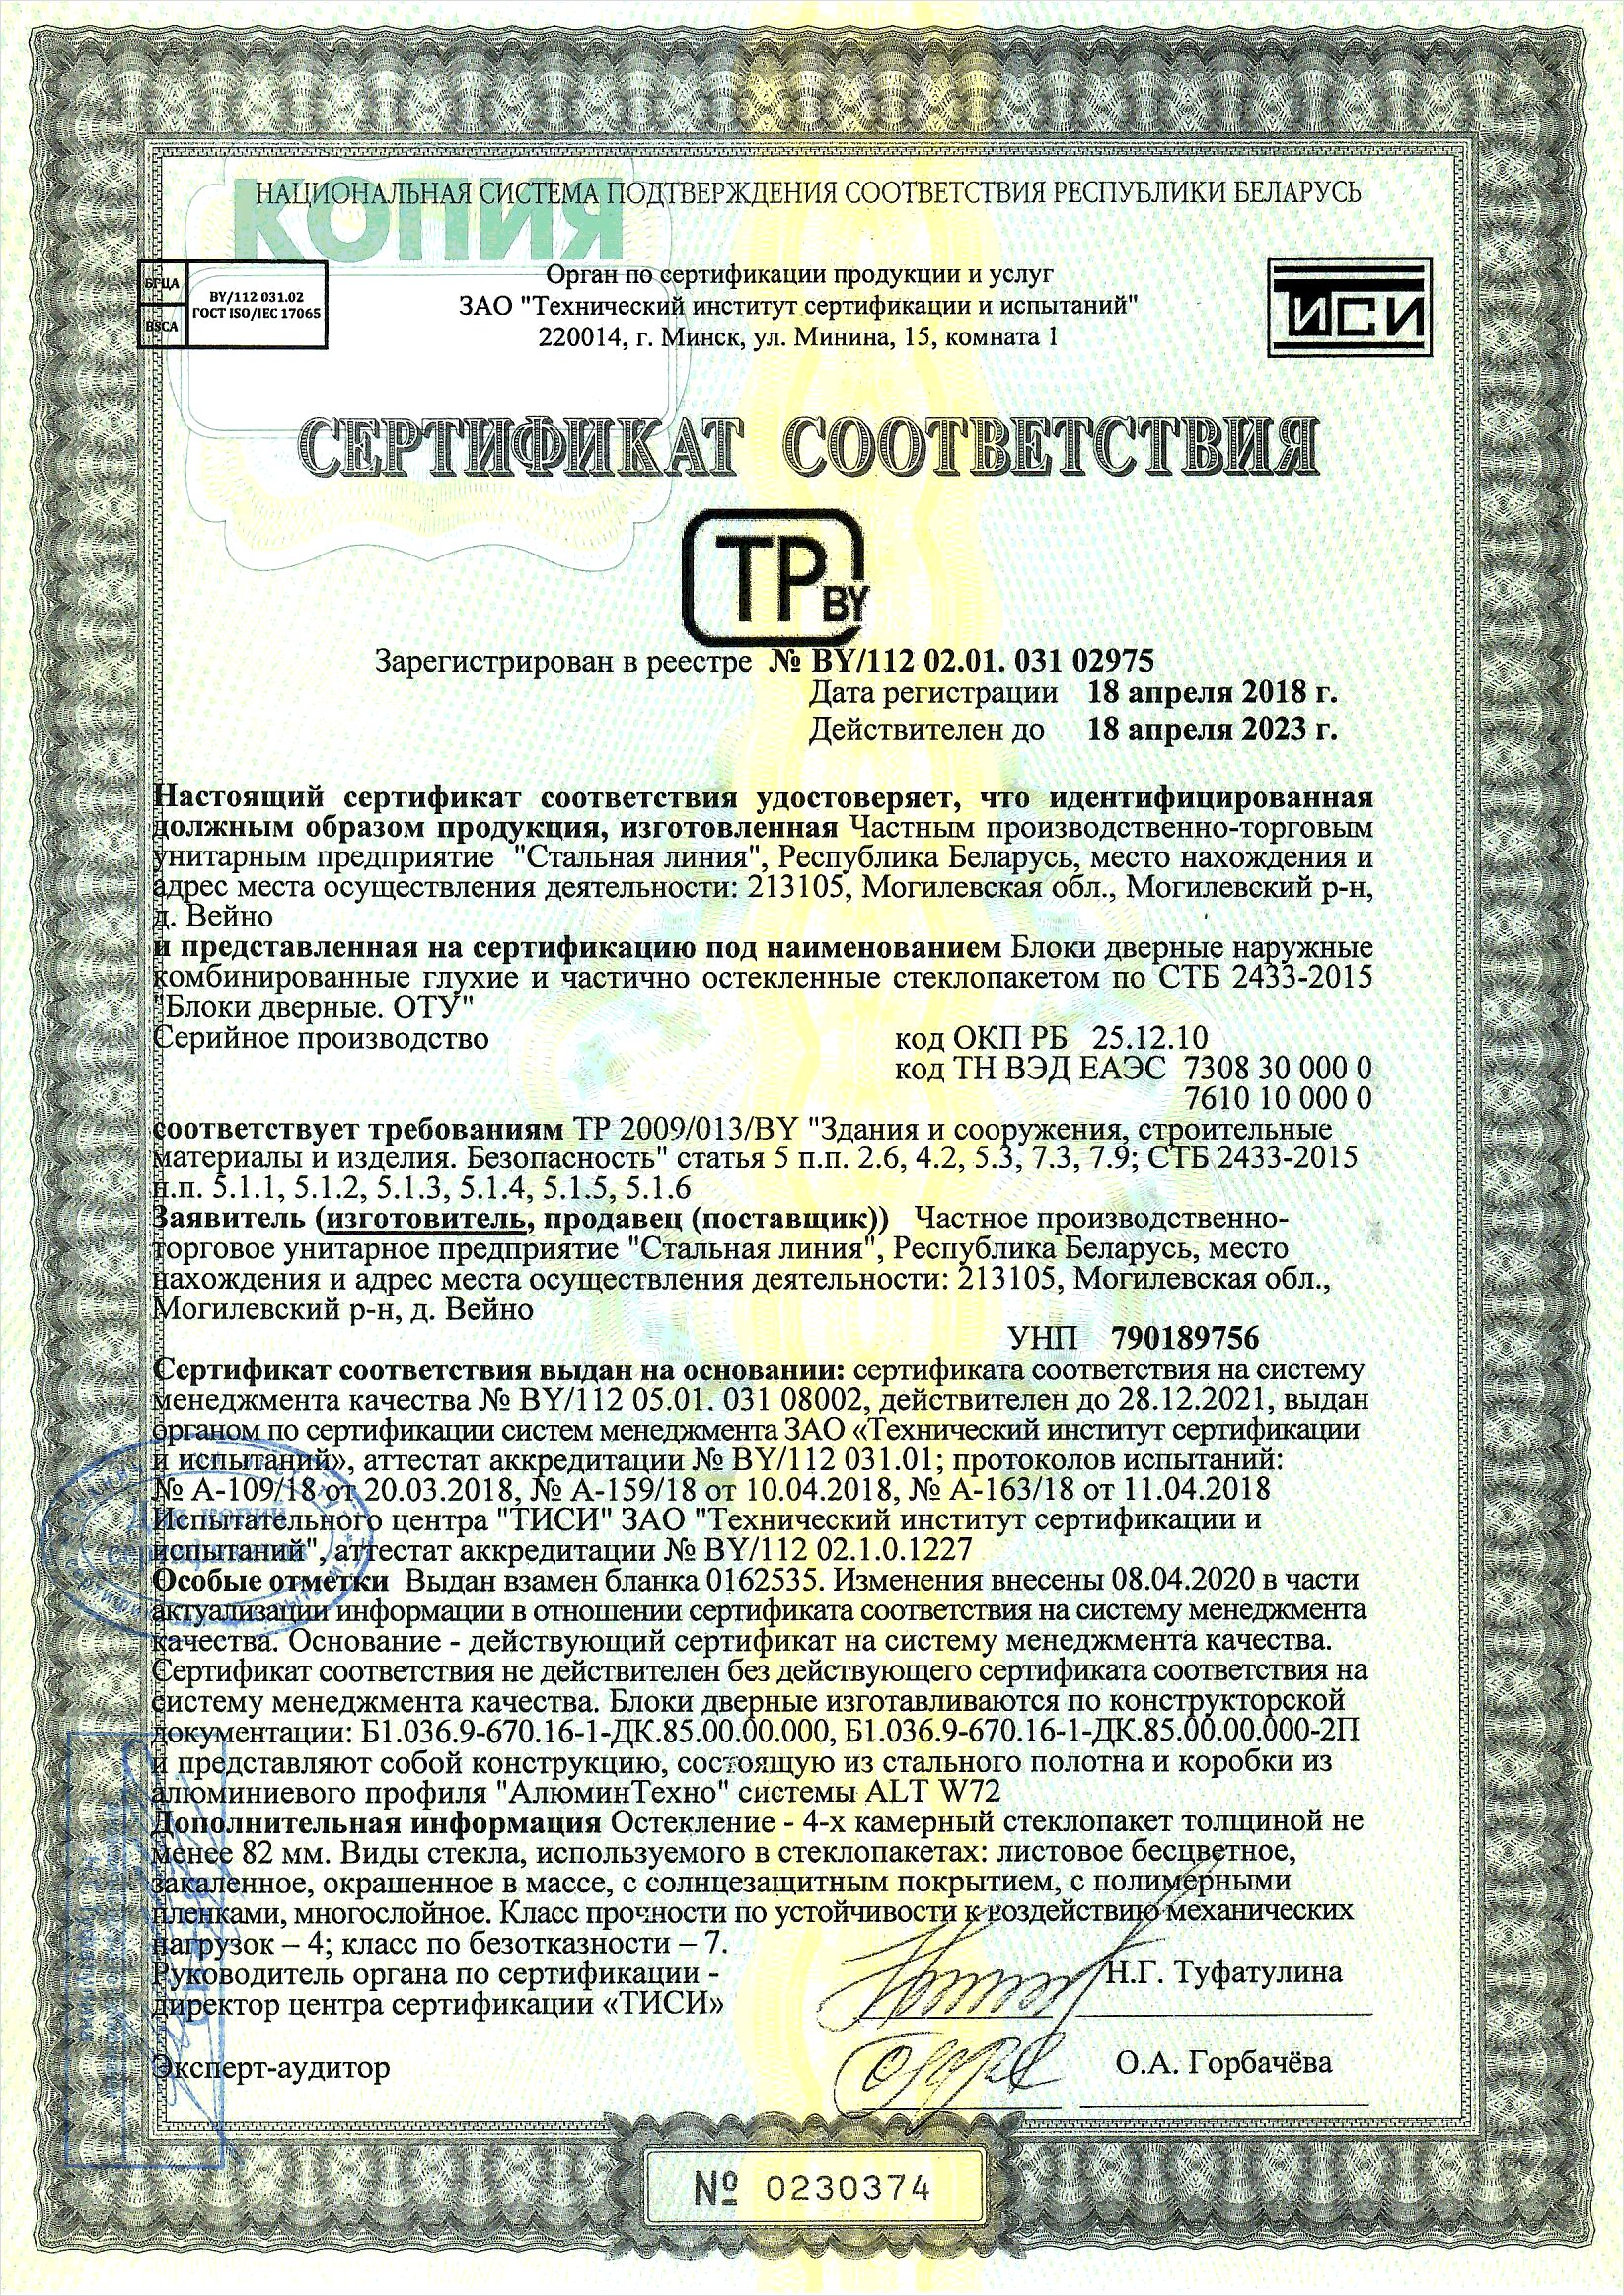 КОПИЯ
НАЦИОНАЛЬНАЯ СИСТЕМА ПОДТВЕРЖДЕНИЯ СООТВЕТСТВИЯ РЕСПУБЛИКИ БЕЛАРУСЬ
БГЦА
BSCA
BY/112 031.02
ГОСТ ISO/IEC 17065
Орган по сертификации продукции и услуг
ЗАО "Технический институт сертификации и испытаний"
220014, г. Минск, ул. Минина, 15, комната 1
ТИСИ
СЕРТИФИКАТ СООТВЕТСТВИЯ
ТР BY
Зарегистрирован в реестре № BY/112 02.01. 031 02975
Дата регистрации 18 апреля 2018 г.
Действителен до 18 апреля 2023 г.
Настоящий сертификат соответствия удостоверяет, что идентифицированная
должным образом продукция, изготовленная Частным производственно-торговым
унитарным предприятие "Стальная линия", Республика Беларусь, место нахождения и
адрес места осуществления деятельности: 213105, Могилевская обл., Могилевский р-н,
д. Вейно
и представленная на сертификацию под наименованием Блоки дверные наружные
комбинированные глухие и частично остекленные стеклопакетом по СТБ 2433-2015
"Блоки дверные. ОТУ"
Серийное производство код ОКП РБ 25.12.10
код ТН ВЭД ЕАЭС 7308 30 000 0
7610 10 000 0
соответствует требованиям ТР 2009/013/BY "Здания и сооружения, строительные
материалы и изделия. Безопасность" статья 5 п.п. 2.6, 4.2, 5.3, 7.3, 7.9; СТБ 2433-2015
п.п. 5.1.1, 5.1.2, 5.1.3, 5.1.4, 5.1.5, 5.1.6
Заявитель (изготовитель, продавец (поставщик)) Частное производственно-
торговое унитарное предприятие "Стальная линия", Республика Беларусь, место
нахождения и адрес места осуществления деятельности: 213105, Могилевская обл.,
Могилевский р-н, д. Вейно
УНП 790189756
Сертификат соответствия выдан на основании: сертификата соответствия на систему
менеджмента качества № BY/112 05.01. 031 08002, действителен до 28.12.2021, выдан
органом по сертификации систем менеджмента ЗАО «Технический институт сертификации
и испытаний», аттестат аккредитации № BY/112 031.01; протоколов испытаний:
№ А-109/18 от 20.03.2018, № А-159/18 от 10.04.2018, № А-163/18 от 11.04.2018
Испытательного центра "ТИСИ" ЗАО "Технический институт сертификации и
испытаний", аттестат аккредитации № BY/112 02.1.0.1227
Особые отметки Выдан взамен бланка 0162535. Изменения внесены 08.04.2020 в части
актуализации информации в отношении сертификата соответствия на систему менеджмента
качества. Основание - действующий сертификат на систему менеджмента качества.
Сертификат соответствия не действителен без действующего сертификата соответствия на
систему менеджмента качества. Блоки дверные изготавливаются по конструкторской
документации: Б1.036.9-670.16-1-ДК.85.00.00.000, Б1.036.9-670.16-1-ДК.85.00.00.000-2П
и представляют собой конструкцию, состоящую из стального полотна и коробки из
алюминиевого профиля "АлюминТехно" системы ALT W72
Дополнительная информация Остекление - 4-х камерный стеклопакет толщиной не
менее 82 мм. Виды стекла, используемого в стеклопакетах: листовое бесцветное,
закаленное, окрашенное в массе, с солнцезащитным покрытием, с полимерными
пленками, многослойное. Класс прочности по устойчивости к воздействию механических
нагрузок – 4; класс по безотказности – 7.
Руководитель органа по сертификации -
директор центра сертификации «ТИСИ» Н.Г. Туфатулина
Эксперт-аудитор О.А. Горбачёва
№ 0230374